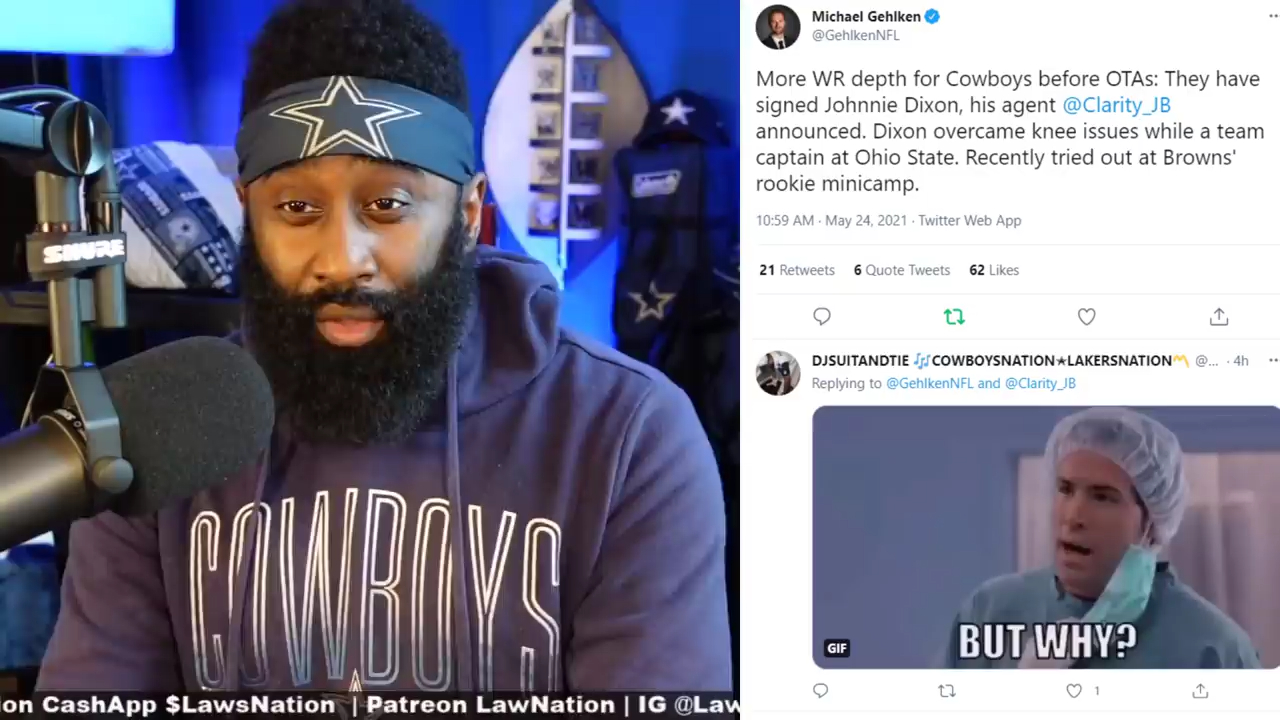 SHURE
COWBOYS
ion CashApp $LawsNation | Patreon LawNation | IG @Law
Michael Gehlken
@GehlkenNFL
More WR depth for Cowboys before OTAs: They have
signed Johnnie Dixon, his agent @Clarity_JB
announced. Dixon overcame knee issues while a team
captain at Ohio State. Recently tried out at Browns'
rookie minicamp.
10:59 AM · May 24, 2021 · Twitter Web App
21 Retweets 6 Quote Tweets 62 Likes
DJSUITANDTIE 🎶COWBOYSNATION★LAKERSNATION〽️ @... · 4h
Replying to @GehlkenNFL and @Clarity_JB
BUT WHY?
GIF
1